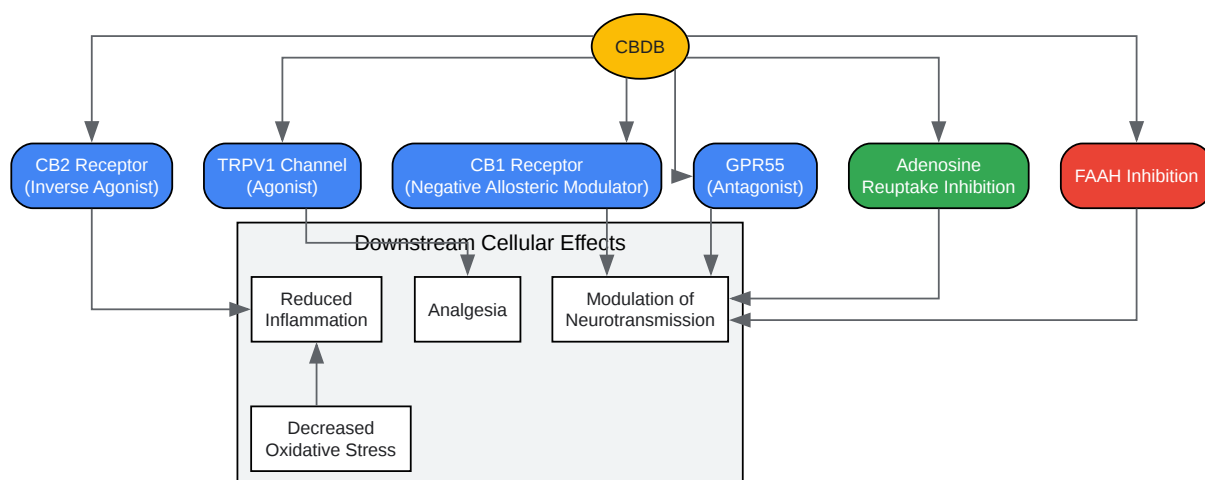 CBDB
CB2 Receptor
(Inverse Agonist)
TRPV1 Channel
(Agonist)
CB1 Receptor
(Negative Allosteric Modulator)
GPR55
(Antagonist)
Adenosine
Reuptake Inhibition
FAAH Inhibition
Downstream Cellular Effects
Reduced
Inflammation
Analgesia
Modulation of
Neurotransmission
Decreased
Oxidative Stress